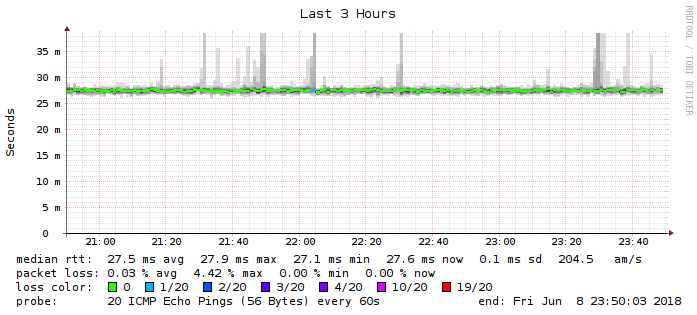 Last 3 Hours
RRDTOOL / TOBI OETIKER
Seconds
35 m
30 m
25 m
20 m
15 m
10 m
5 m
0
21:00 21:20 21:40 22:00 22:20 22:40 23:00 23:20 23:40
median rtt: 27.5 ms avg 27.9 ms max 27.1 ms min 27.6 ms now 0.1 ms sd 204.5 am/s
packet loss: 0.03 % avg 4.42 % max 0.00 % min 0.00 % now
loss color: 0 1/20 2/20 3/20 4/20 10/20 19/20
probe: 20 ICMP Echo Pings (56 Bytes) every 60s end: Fri Jun 8 23:50:03 2018